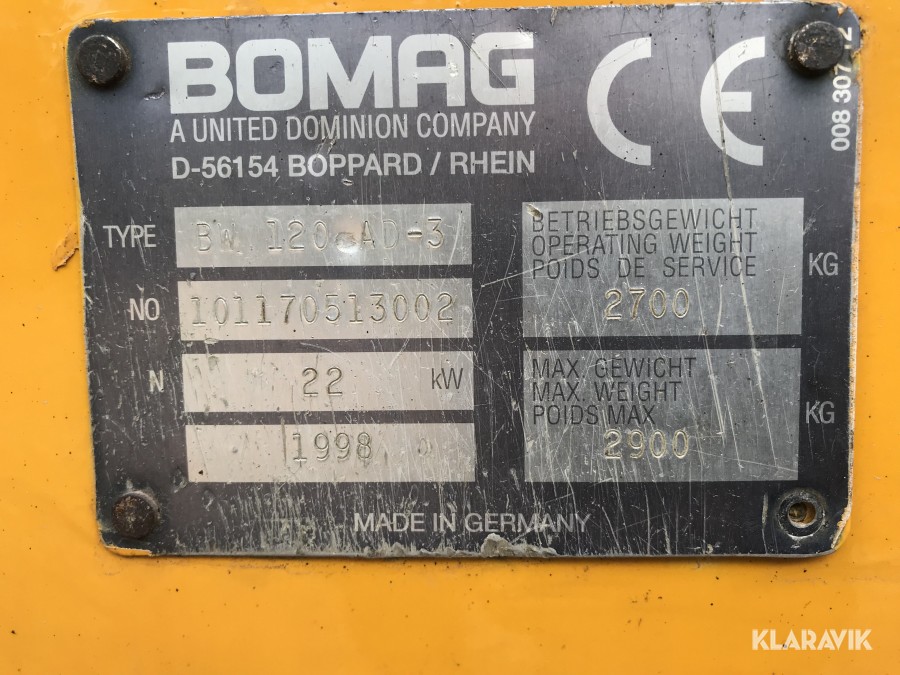 BOMAG
A UNITED DOMINION COMPANY
D-56154 BOPPARD / RHEIN
CE
TYPE BW 120 AD-3
NO 101170513002
N 22 kW
1998
BETRIEBSGEWICHT
OPERATING WEIGHT
POIDS DE SERVICE
2700 KG
MAX. GEWICHT
MAX. WEIGHT
POIDS MAX
2900 KG
MADE IN GERMANY
008 307
KLARAVIK